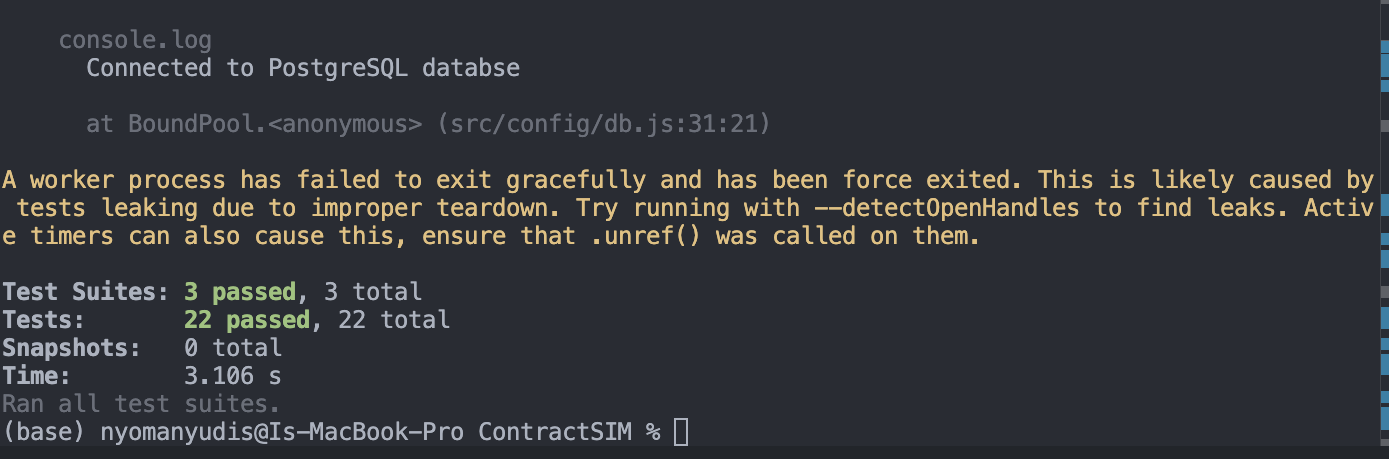 console.log
Connected to PostgreSQL databse
at BoundPool.<anonymous> (src/config/db.js:31:21)
A worker process has failed to exit gracefully and has been force exited. This is likely caused by
tests leaking due to improper teardown. Try running with --detectOpenHandles to find leaks. Activ
e timers can also cause this, ensure that .unref() was called on them.
Test Suites: 3 passed, 3 total
Tests: 22 passed, 22 total
Snapshots: 0 total
Time: 3.106 s
Ran all test suites.
(base) nyomanyudis@Is-MacBook-Pro ContractSIM %